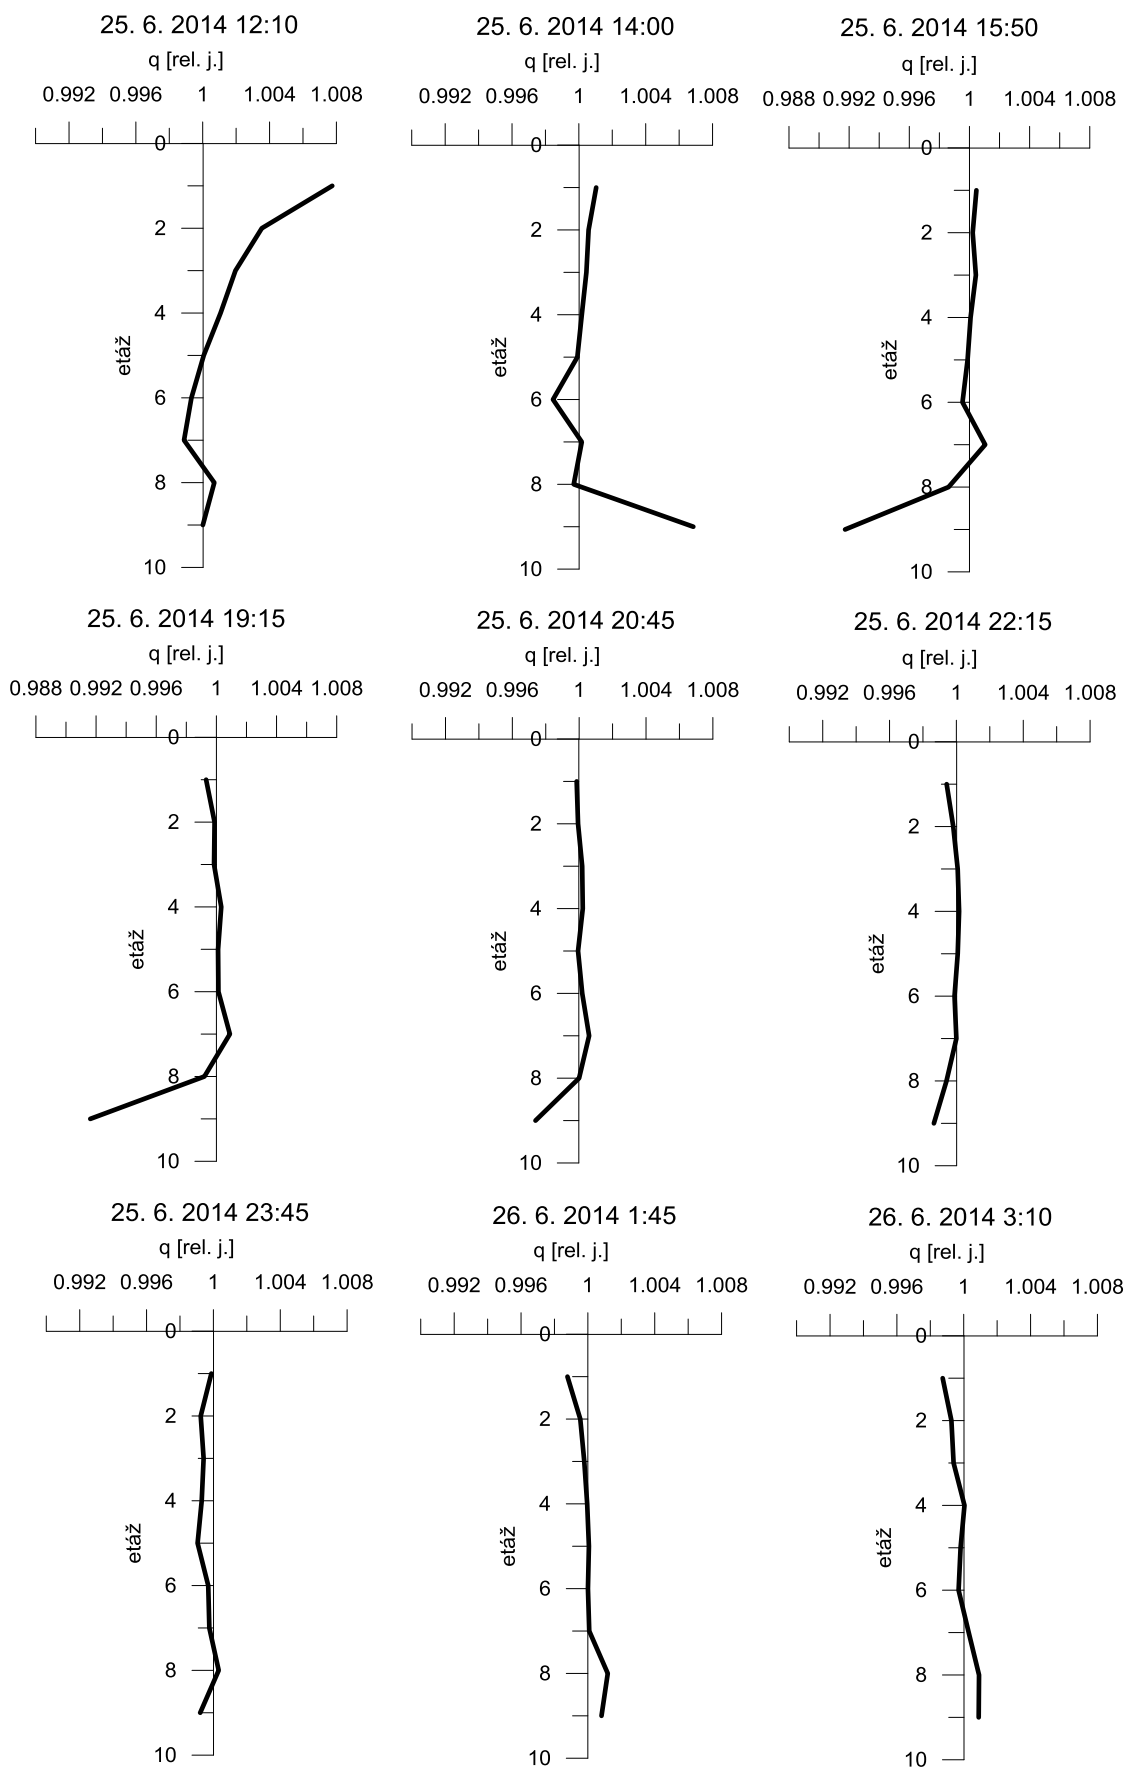 25. 6. 2014 12:10
q [rel. j.]
0.992 0.996 1 1.004 1.008
0
2
4
etáž
6
8
10
25. 6. 2014 14:00
q [rel. j.]
0.992 0.996 1 1.004 1.008
0
2
4
etáž
6
8
10
25. 6. 2014 15:50
q [rel. j.]
0.988 0.992 0.996 1 1.004 1.008
0
2
4
etáž
6
8
10
25. 6. 2014 19:15
q [rel. j.]
0.988 0.992 0.996 1 1.004 1.008
0
2
4
etáž
6
8
10
25. 6. 2014 20:45
q [rel. j.]
0.992 0.996 1 1.004 1.008
0
2
4
etáž
6
8
10
25. 6. 2014 22:15
q [rel. j.]
0.992 0.996 1 1.004 1.008
0
2
4
etáž
6
8
10
25. 6. 2014 23:45
q [rel. j.]
0.992 0.996 1 1.004 1.008
0
2
4
etáž
6
8
10
26. 6. 2014 1:45
q [rel. j.]
0.992 0.996 1 1.004 1.008
0
2
4
etáž
6
8
10
26. 6. 2014 3:10
q [rel. j.]
0.992 0.996 1 1.004 1.008
0
2
4
etáž
6
8
10